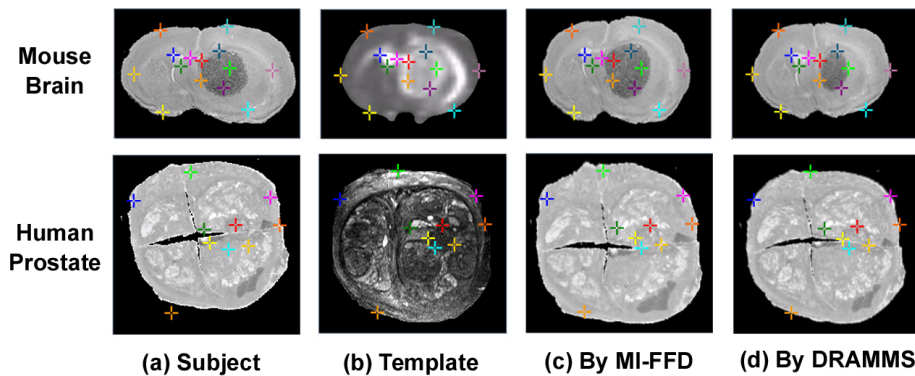 Mouse
Brain
Human
Prostate
(a) Subject
(b) Template
(c) By MI-FFD
(d) By DRAMMS